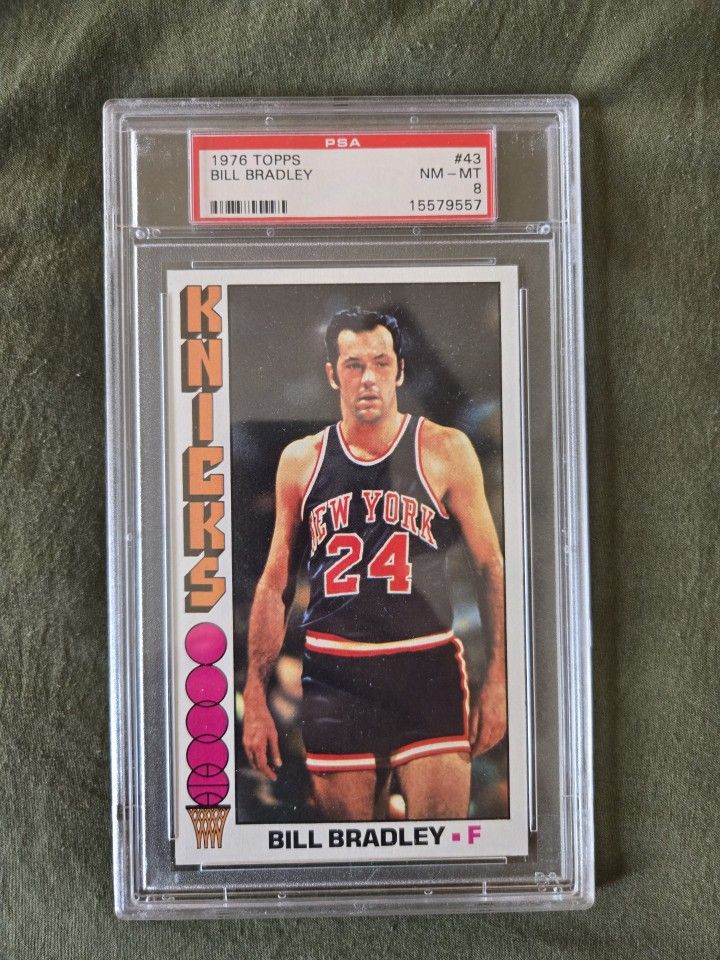 PSA
1976 TOPPS #43
BILL BRADLEY NM - MT
8
15579557
KNICKS
NEW YORK
24
BILL BRADLEY ▪ F